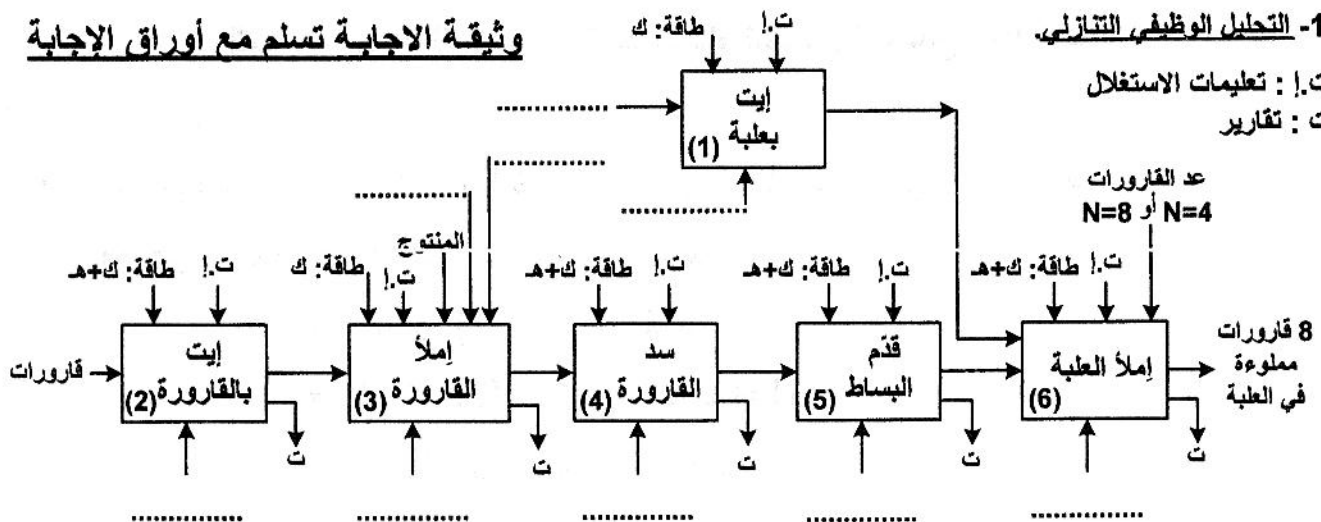 1- التحليل الوظيفي التنازلي.
وثيقة الاجابة تسلم مع أوراق الإجابة
ت.إ : تعليمات الاستغلال
ت : تقارير
طاقة: ك
ت.إ
إيت
بعلبة
(1)
..................
..................
..................
..................
عد القارورات
N=4 أو N=8
طاقة: ك+هـ
ت.إ
قارورات
إيت
بالقارورة
(2)
ت
..................
المنتوج
طاقة: ك
ت.إ
إملأ
القارورة
(3)
ت
..................
طاقة: ك+هـ
ت.إ
سد
القارورة
(4)
ت
..................
طاقة: ك+هـ
ت.إ
قدّم
البساط
(5)
ت
..................
طاقة: ك+هـ
ت.إ
إملأ العلبة
(6)
ت
..................
8 قارورات
مملوءة
في العلبة